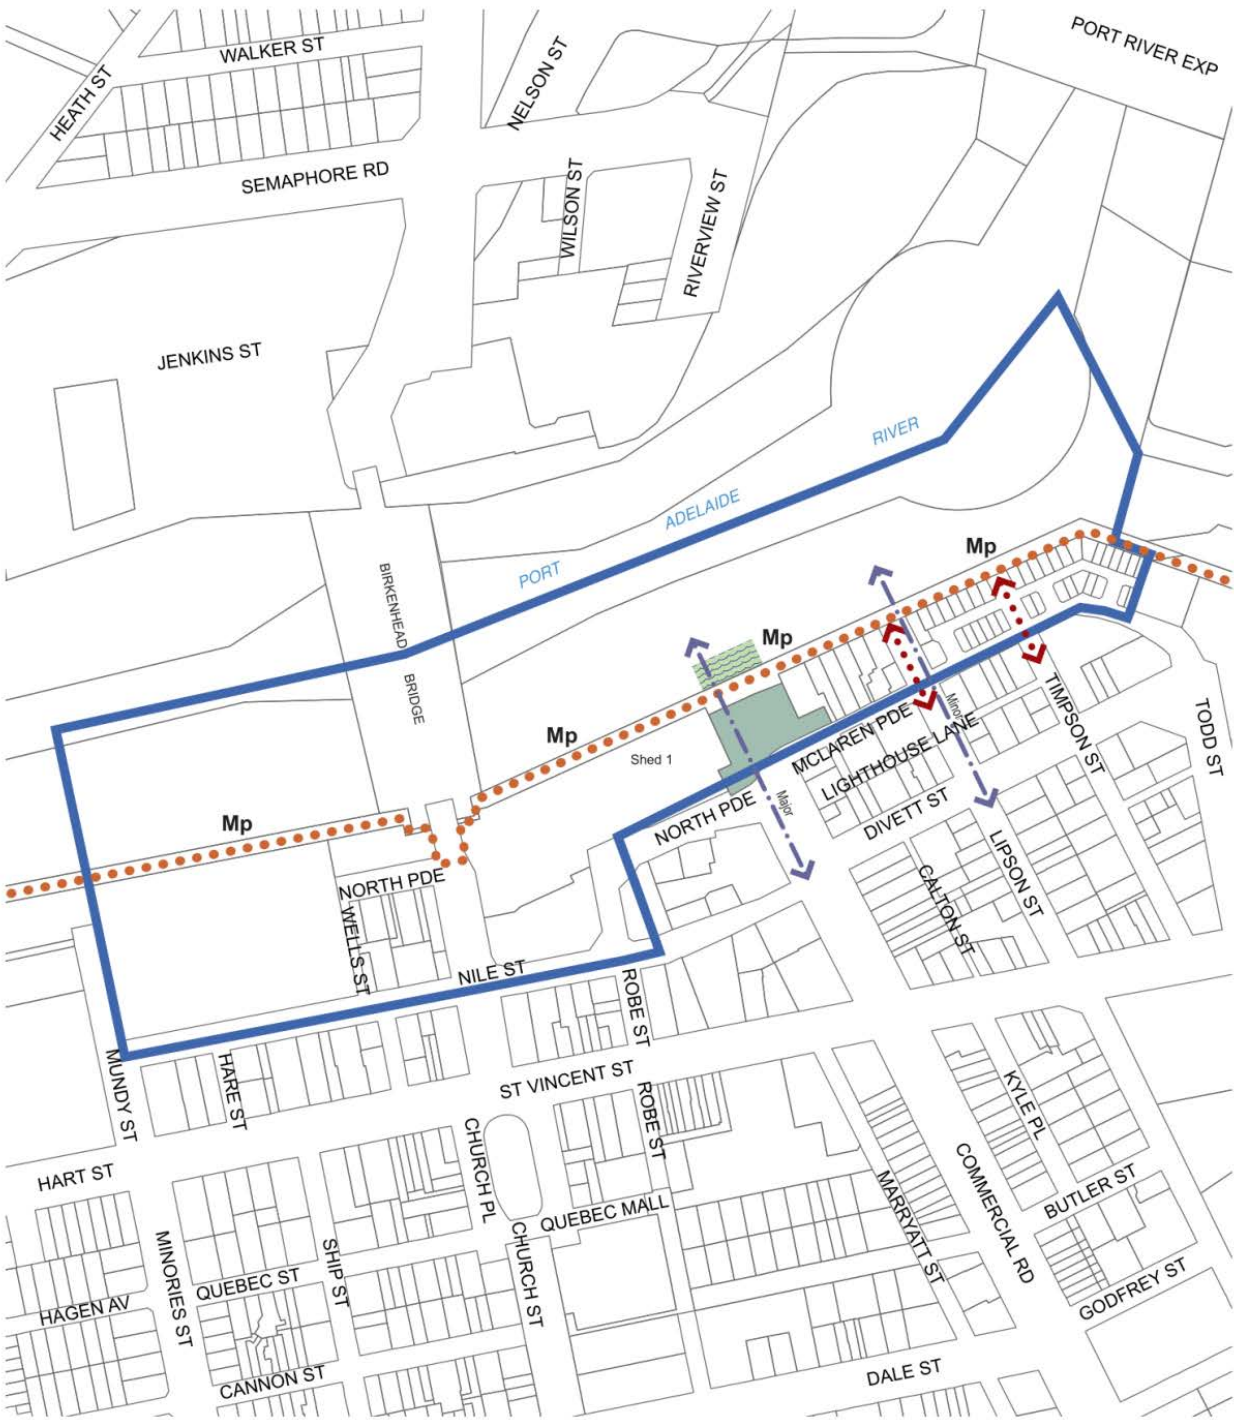 PORT RIVER EXP
WALKER ST
HEATH ST
NELSON ST
SEMAPHORE RD
WILSON ST
RIVERVIEW ST
JENKINS ST
RIVER
ADELAIDE
PORT
BIRKENHEAD
BRIDGE
Mp
Mp
Mp
Mp
Shed 1
Major
Minor
MCLAREN PDE
LIGHTHOUSE LANE
TIMPSON ST
TODD ST
NORTH PDE
DIVETT ST
LIPSON ST
CALTON ST
NORTH PDE
WELLS ST
NILE ST
ROBE ST
MUNDY ST
HARE ST
ST VINCENT ST
ROBE ST
KYLE PL
CHURCH PL
COMMERCIAL RD
HART ST
MARRYATT ST
BUTLER ST
QUEBEC MALL
MINORIES ST
SHIP ST
CHURCH ST
QUEBEC ST
GODFREY ST
HAGEN AV
CANNON ST
DALE ST